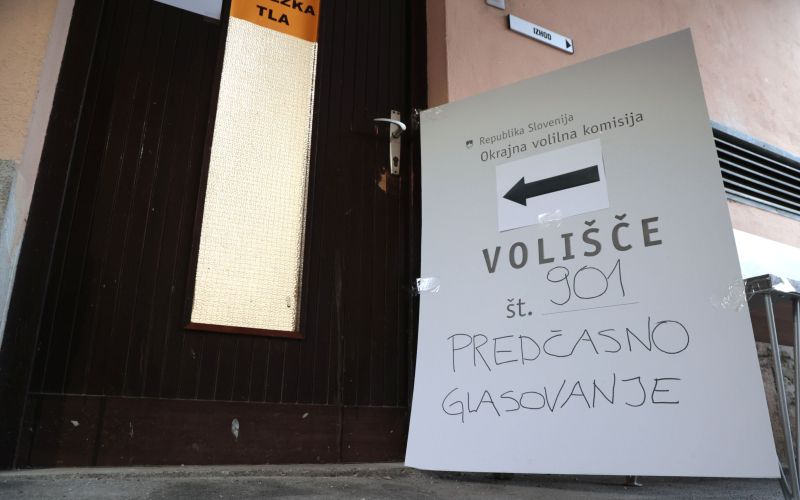 TLA
IZHOD
Republika Slovenija
Okrajna volilna komisija
VOLIŠČE
št. 901
PREDČASNO
GLASOVANJE